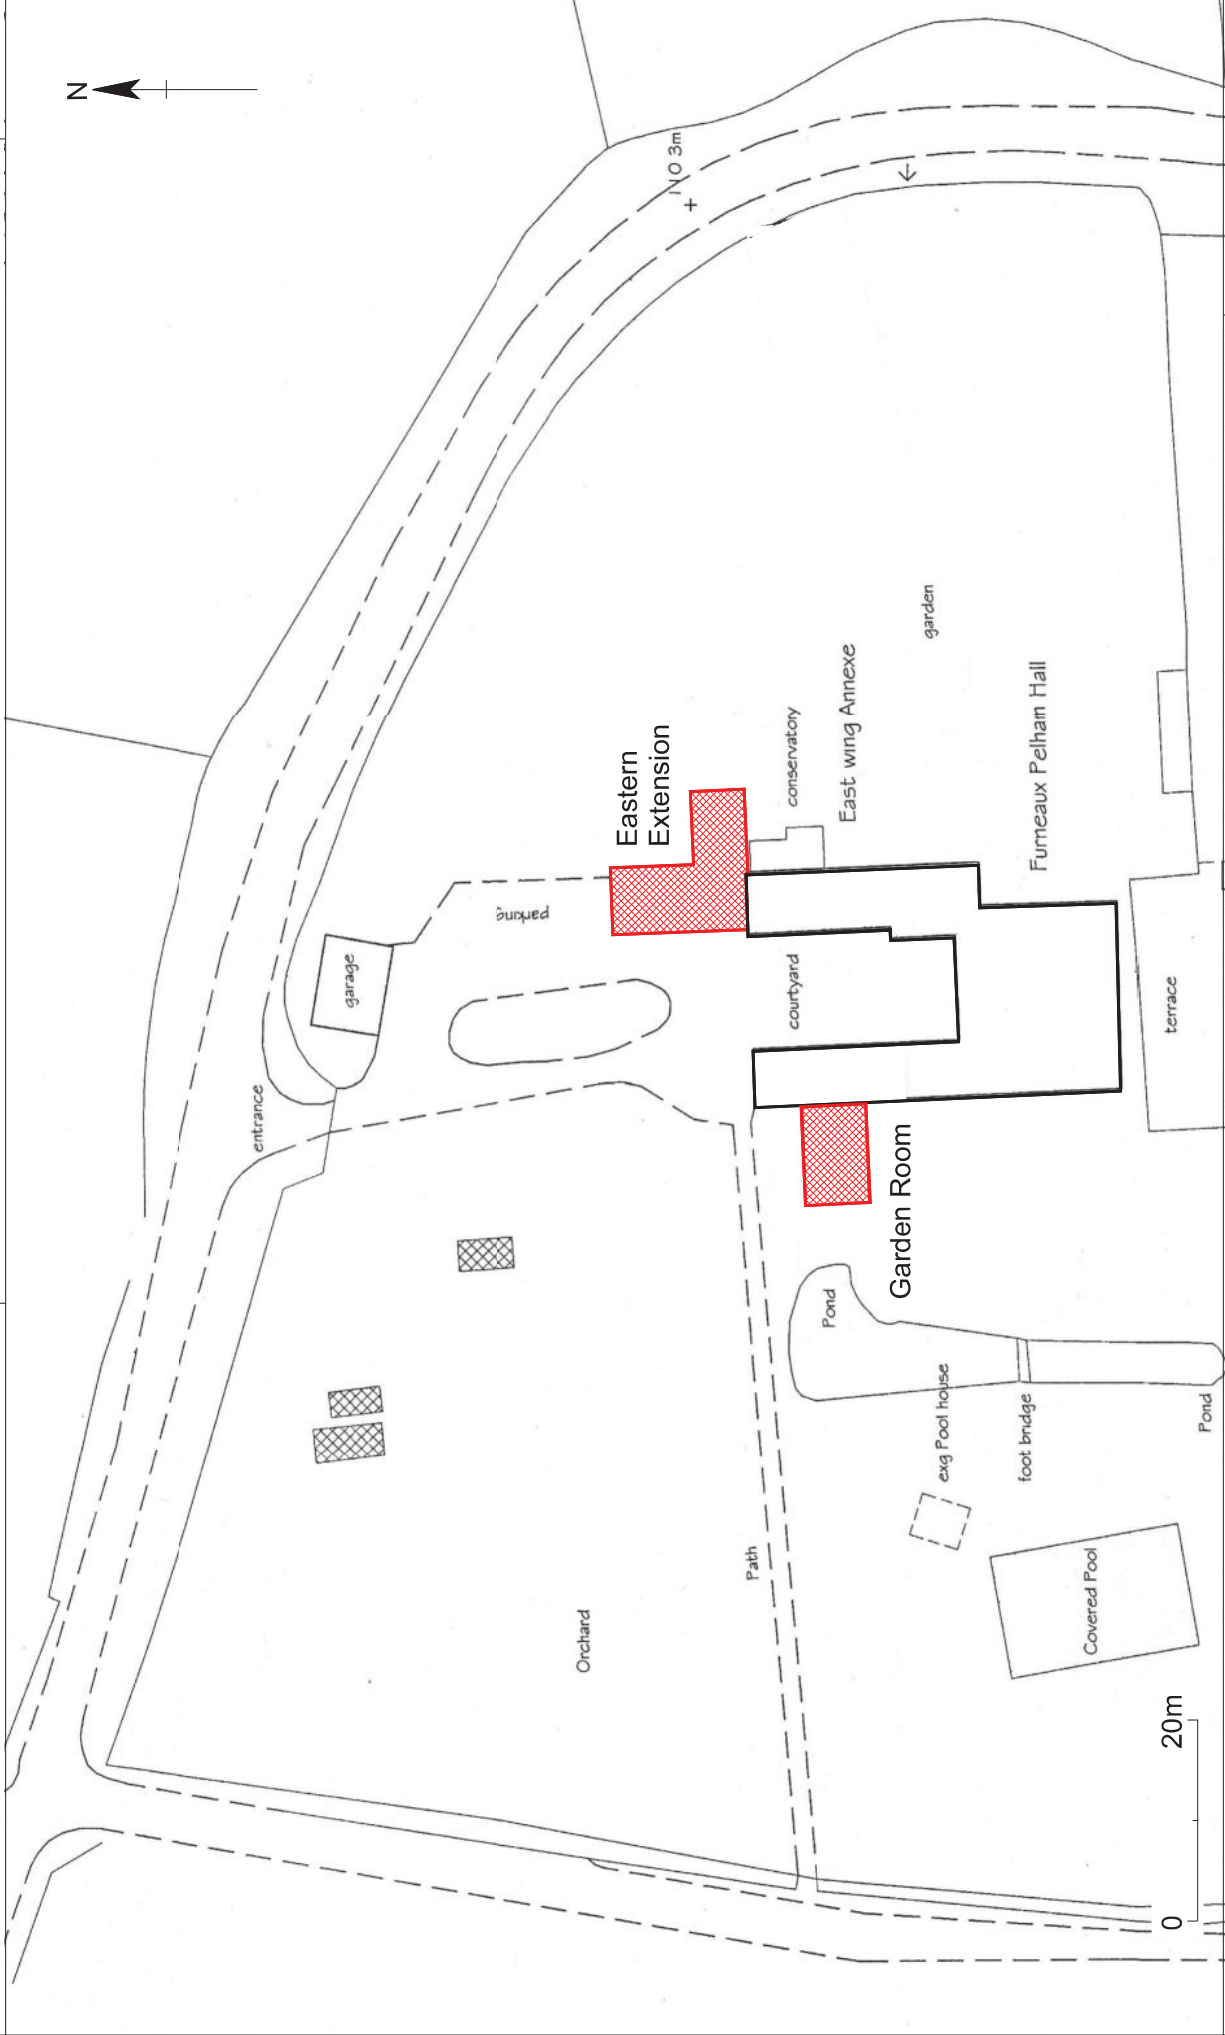 N
entrance
garage
parking
Orchard
Eastern
Extension
110 3m
Path
courtyard
conservatory
Pond
East wing Annexe
Garden Room
garden
exg Pool house
foot bridge
Furneaux Pelham Hall
Covered Pool
terrace
0 20m
Pond